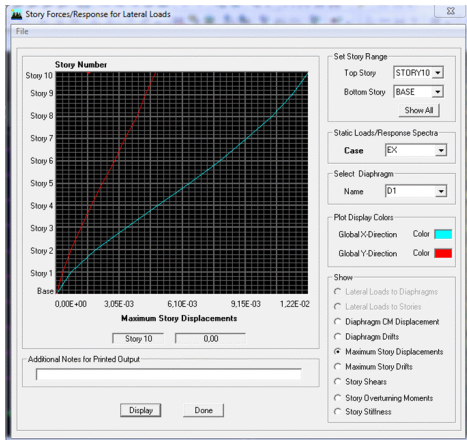 Story Forces/Response for Lateral Loads
File
Story Number
Story 10
Story 9
Story 8
Story 7
Story 6
Story 5
Story 4
Story 3
Story 2
Story 1
Base
0,00E+00 3,05E-03 6,10E-03 9,15E-03 1,22E-02
Maximum Story Displacements
Story 10 0,00
Additional Notes for Printed Output
Display Done
Set Story Range
Top Story STORY10
Bottom Story BASE
Show All
Static Loads/Response Spectra
Case EX
Select Diaphragm
Name D1
Plot Display Colors
Global X-Direction Color
Global Y-Direction Color
Show
Lateral Loads to Diaphragms
Lateral Loads to Stories
Diaphragm CM Displacement
Diaphragm Drifts
Maximum Story Displacements
Maximum Story Drifts
Story Shears
Story Overturning Moments
Story Stiffness